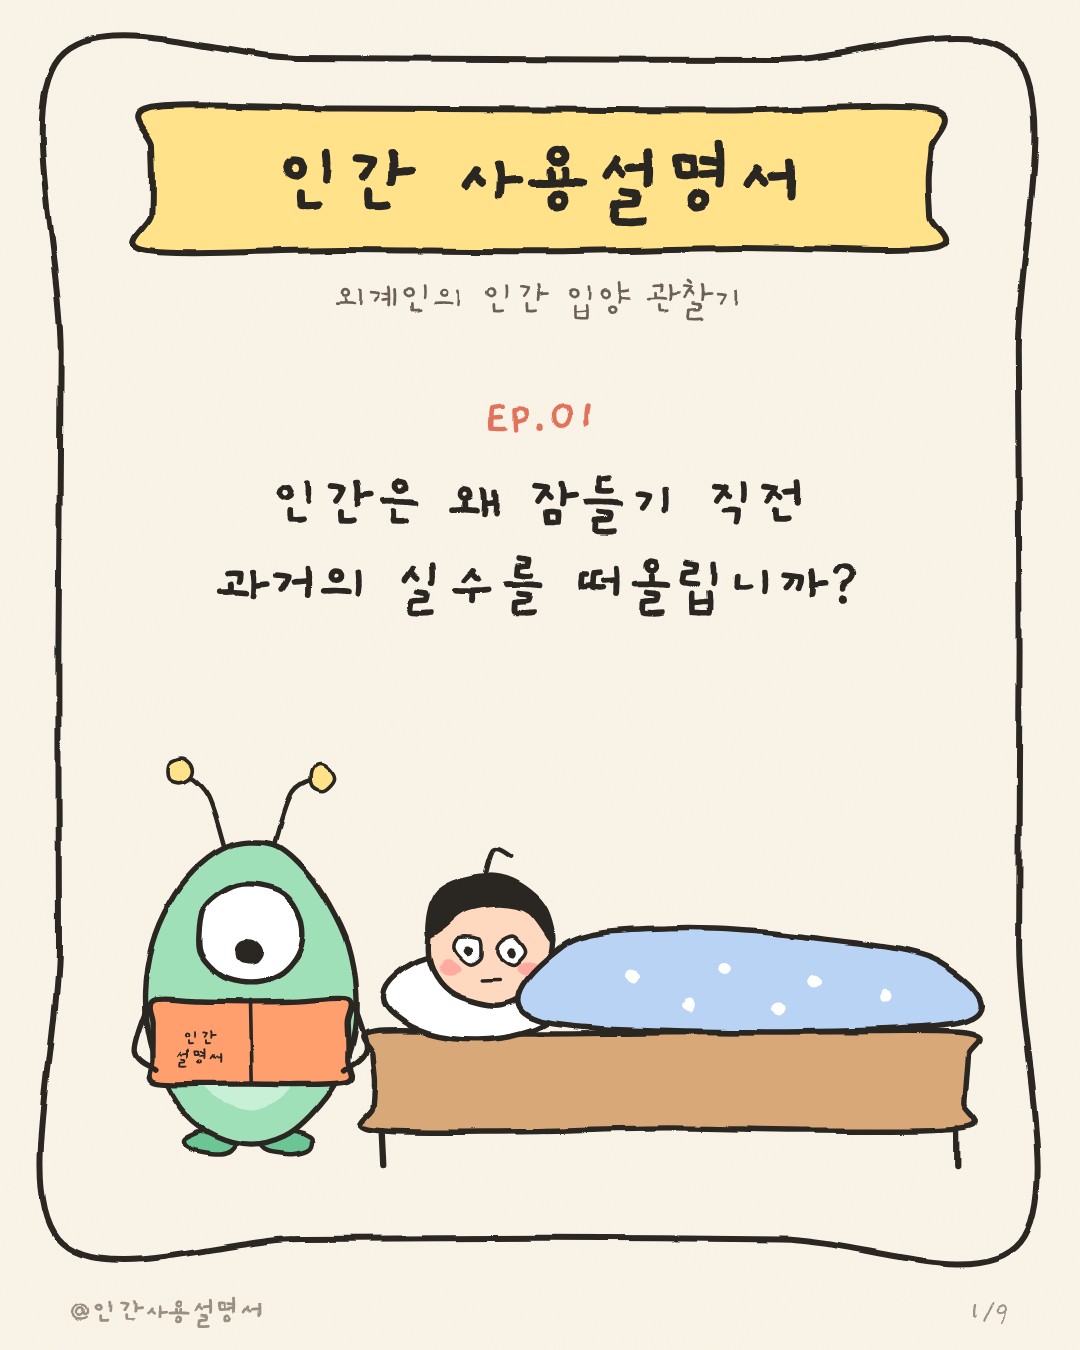 인간 사용설명서
외계인의 인간 입양 관찰기
EP.01
인간은 왜 잠들기 직전
과거의 실수를 떠올립니까?
인간
설명서
@인간사용설명서
1/9